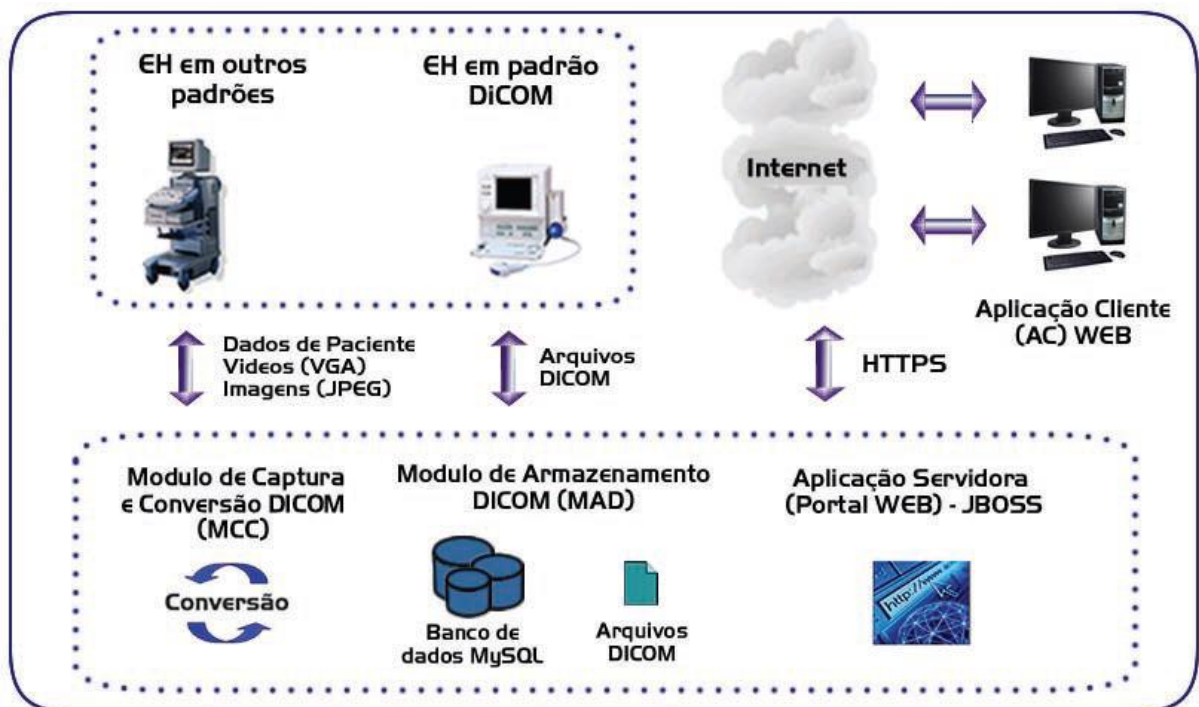 EH em outros
padrões
EH em padrão
DiCOM
Internet
Aplicação Cliente
(AC) WEB
Dados de Paciente
Videos (VGA)
Imagens (JPEG)
Arquivos
DICOM
HTTPS
Modulo de Captura
e Conversão DICOM
(MCC)
Conversão
Modulo de Armazenamento
DICOM (MAD)
Banco de
dados MySQL
Arquivos
DICOM
Aplicação Servidora
(Portal WEB) - JBOSS
http://www